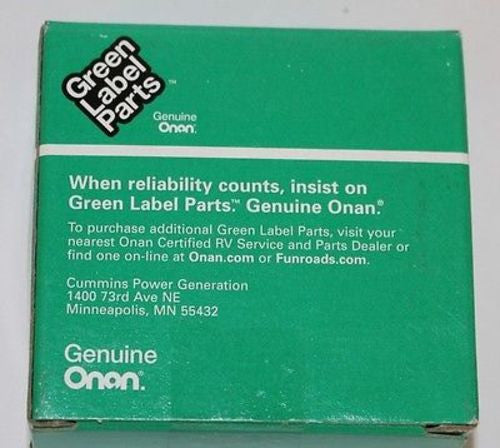 Green
Label
Parts™
Genuine
Onan.
When reliability counts, insist on
Green Label Parts.™ Genuine Onan.®
To purchase additional Green Label Parts, visit your
nearest Onan Certified RV Service and Parts Dealer or
find one on-line at Onan.com or Funroads.com.
Cummins Power Generation
1400 73rd Ave NE
Minneapolis, MN 55432
Genuine
Onan.